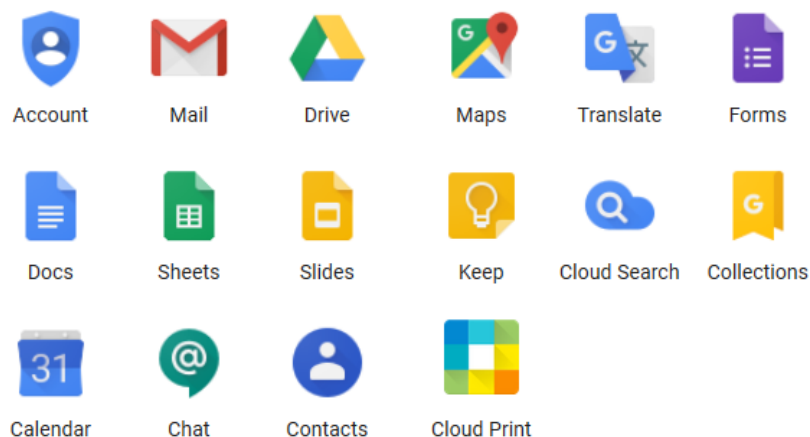 G G 文
Account Mail Drive Maps Translate Forms
G
Docs Sheets Slides Keep Cloud Search Collections
31 @
Calendar Chat Contacts Cloud Print